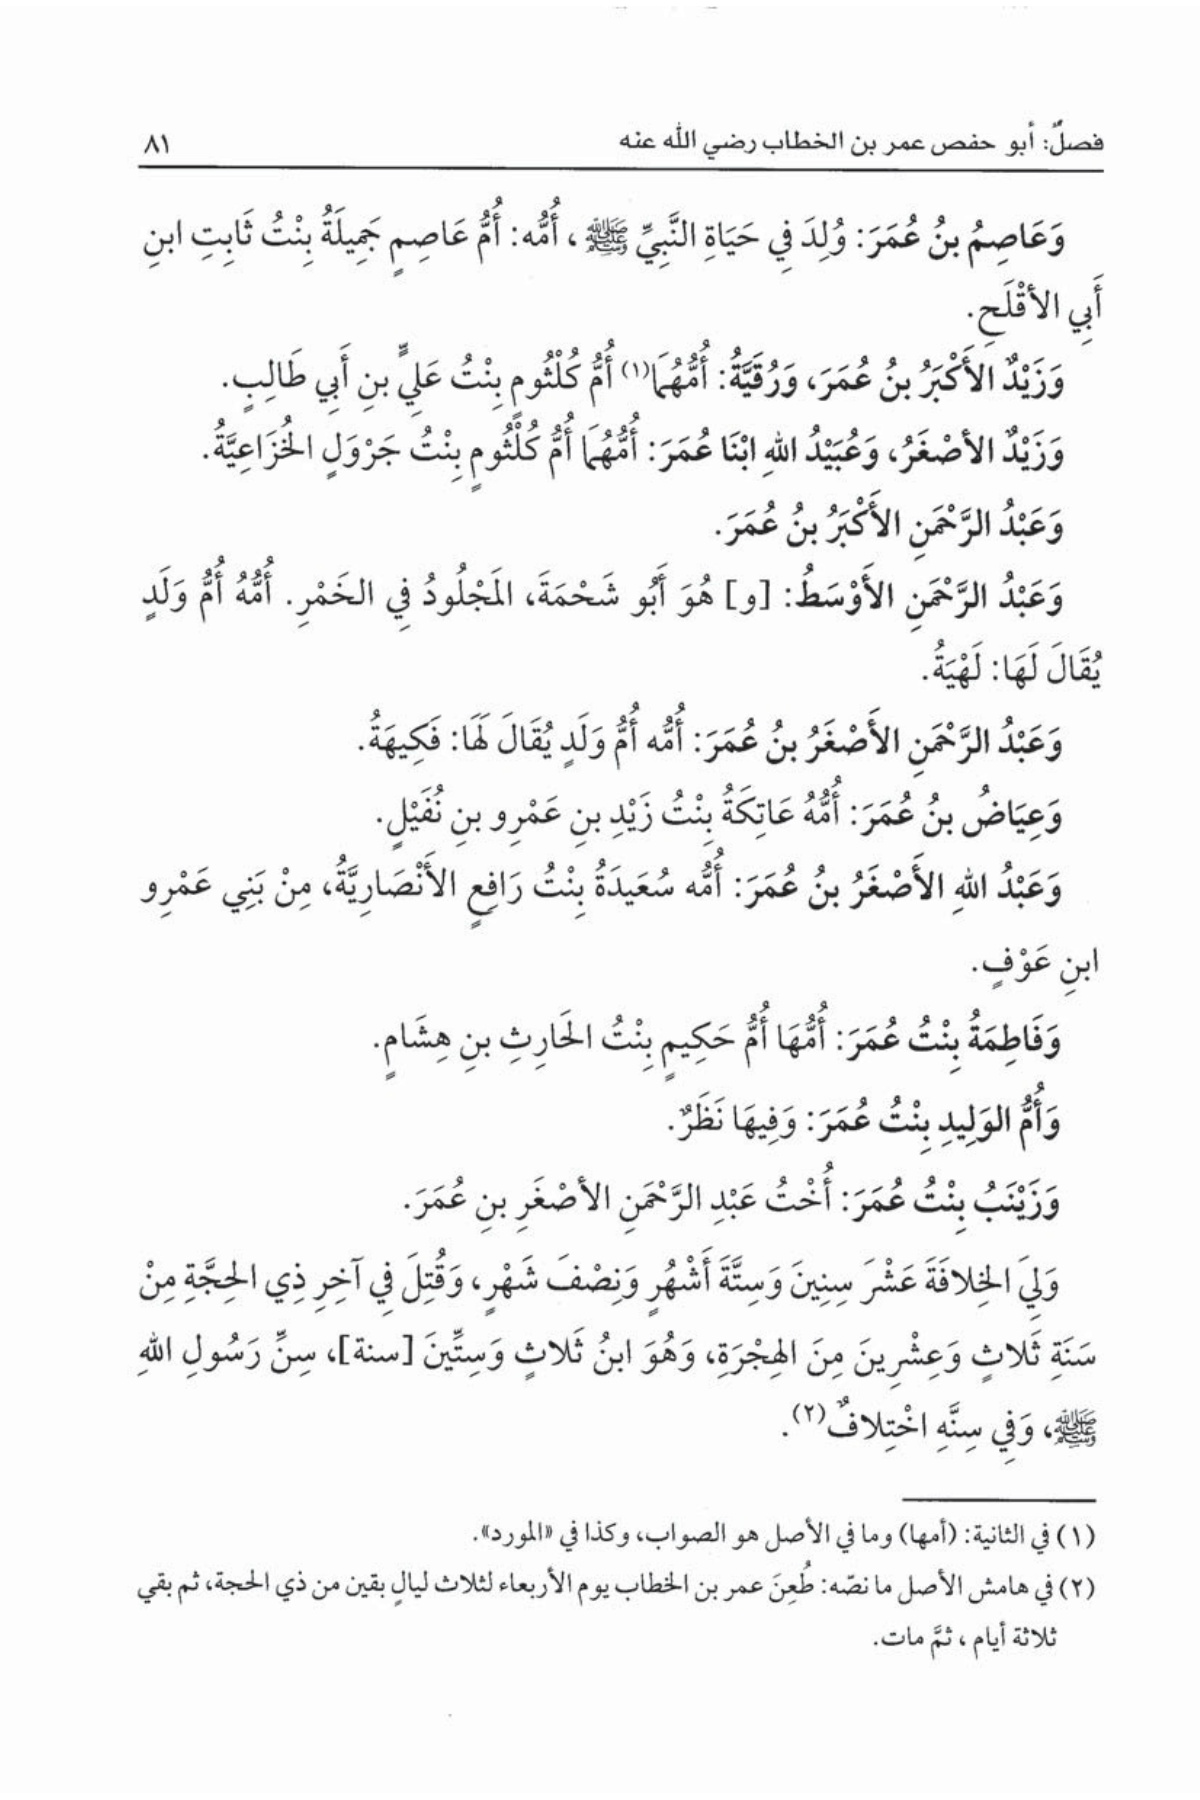 فصلٌ: أبو حفص عمر بن الخطاب رضي الله عنه ٨١
وَعَاصِمُ بنُ عُمَرَ: وُلِدَ فِي حَيَاةِ النَّبِيِّ ﷺ، أُمُّه: أُمُّ عَاصِمٍ جَمِيلَةُ بِنْتُ ثَابِتِ ابنِ
أَبِي الأَقْلَحِ.
وَزَيْدٌ الأَكْبَرُ بنُ عُمَرَ، وَرُقَيَّةُ: أُمُّهُمَا(١) أُمُّ كُلْثُومٍ بِنْتُ عَلِيٍّ بنِ أَبِي طَالِبٍ.
وَزَيْدٌ الأصْغَرُ، وَعُبَيْدُ اللهِ ابْنَا عُمَرَ: أُمُّهُمَا أُمُّ كُلْثُومٍ بِنْتُ جَرْوَلٍ الخُزَاعِيَّةُ.
وَعَبْدُ الرَّحْمَنِ الأَكْبَرُ بنُ عُمَرَ.
وَعَبْدُ الرَّحْمَنِ الأَوْسَطُ: [و] هُوَ أَبُو شَحْمَةَ، المَجْلُودُ فِي الخَمْرِ. أُمُّهُ أُمُّ وَلَدٍ
يُقَالَ لَهَا: لَهْيَةُ.
وَعَبْدُ الرَّحْمَنِ الأَصْغَرُ بنُ عُمَرَ: أُمُّه أُمُّ وَلَدٍ يُقَالَ لَهَا: فَكِيهَةُ.
وَعِيَاضُ بنُ عُمَرَ: أُمُّهُ عَاتِكَةُ بِنْتُ زَيْدِ بنِ عَمْرِو بنِ نُفَيْلٍ.
وَعَبْدُ اللهِ الأَصْغَرُ بنُ عُمَرَ: أُمُّه سُعَيدَةُ بِنْتُ رَافِعٍ الأَنْصَارِيَّةُ، مِنْ بَنِي عَمْرِو
ابنِ عَوْفٍ.
وَفَاطِمَةُ بِنْتُ عُمَرَ: أُمُّهَا أُمُّ حَكِيمٍ بِنْتُ الحَارِثِ بنِ هِشَامٍ.
وَأُمُّ الوَلِيدِ بِنْتُ عُمَرَ: وَفِيهَا نَظَرٌ.
وَزَيْنَبُ بِنْتُ عُمَرَ: أُخْتُ عَبْدِ الرَّحْمَنِ الأصْغَرِ بنِ عُمَرَ.
وَلِيَ الخِلافَةَ عَشْرَ سِنِينَ وَسِتَّةَ أَشْهُرٍ وَنِصْفَ شَهْرٍ، وَقُتِلَ فِي آخِرِ ذِي الحِجَّةِ مِنْ
سَنَةِ ثَلاثٍ وَعِشْرِينَ مِنَ الهِجْرَةِ، وَهُوَ ابنُ ثَلاثٍ وَسِتِّينَ [سنة]، سِنِّ رَسُولِ اللهِ
ﷺ، وَفِي سِنَّهِ اخْتِلافٌ(٢).
(١) في الثانية: (أمها) وما في الأصل هو الصواب، وكذا في «المورد».
(٢) في هامش الأصل ما نصّه: طُعِنَ عمر بن الخطاب يوم الأربعاء لثلاث ليالٍ بقين من ذي الحجة، ثم بقي
ثلاثة أيام، ثمَّ مات.